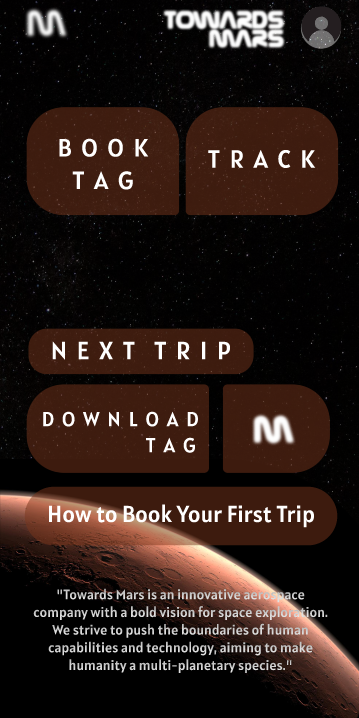 M
TOWARDS
MARS
BOOK
TAG
TRACK
NEXT TRIP
DOWNLOAD
TAG
M
How to Book Your First Trip
"Towards Mars is an innovative aerospace
company with a bold vision for space exploration.
We strive to push the boundaries of human
capabilities and technology, aiming to make
humanity a multi-planetary species."